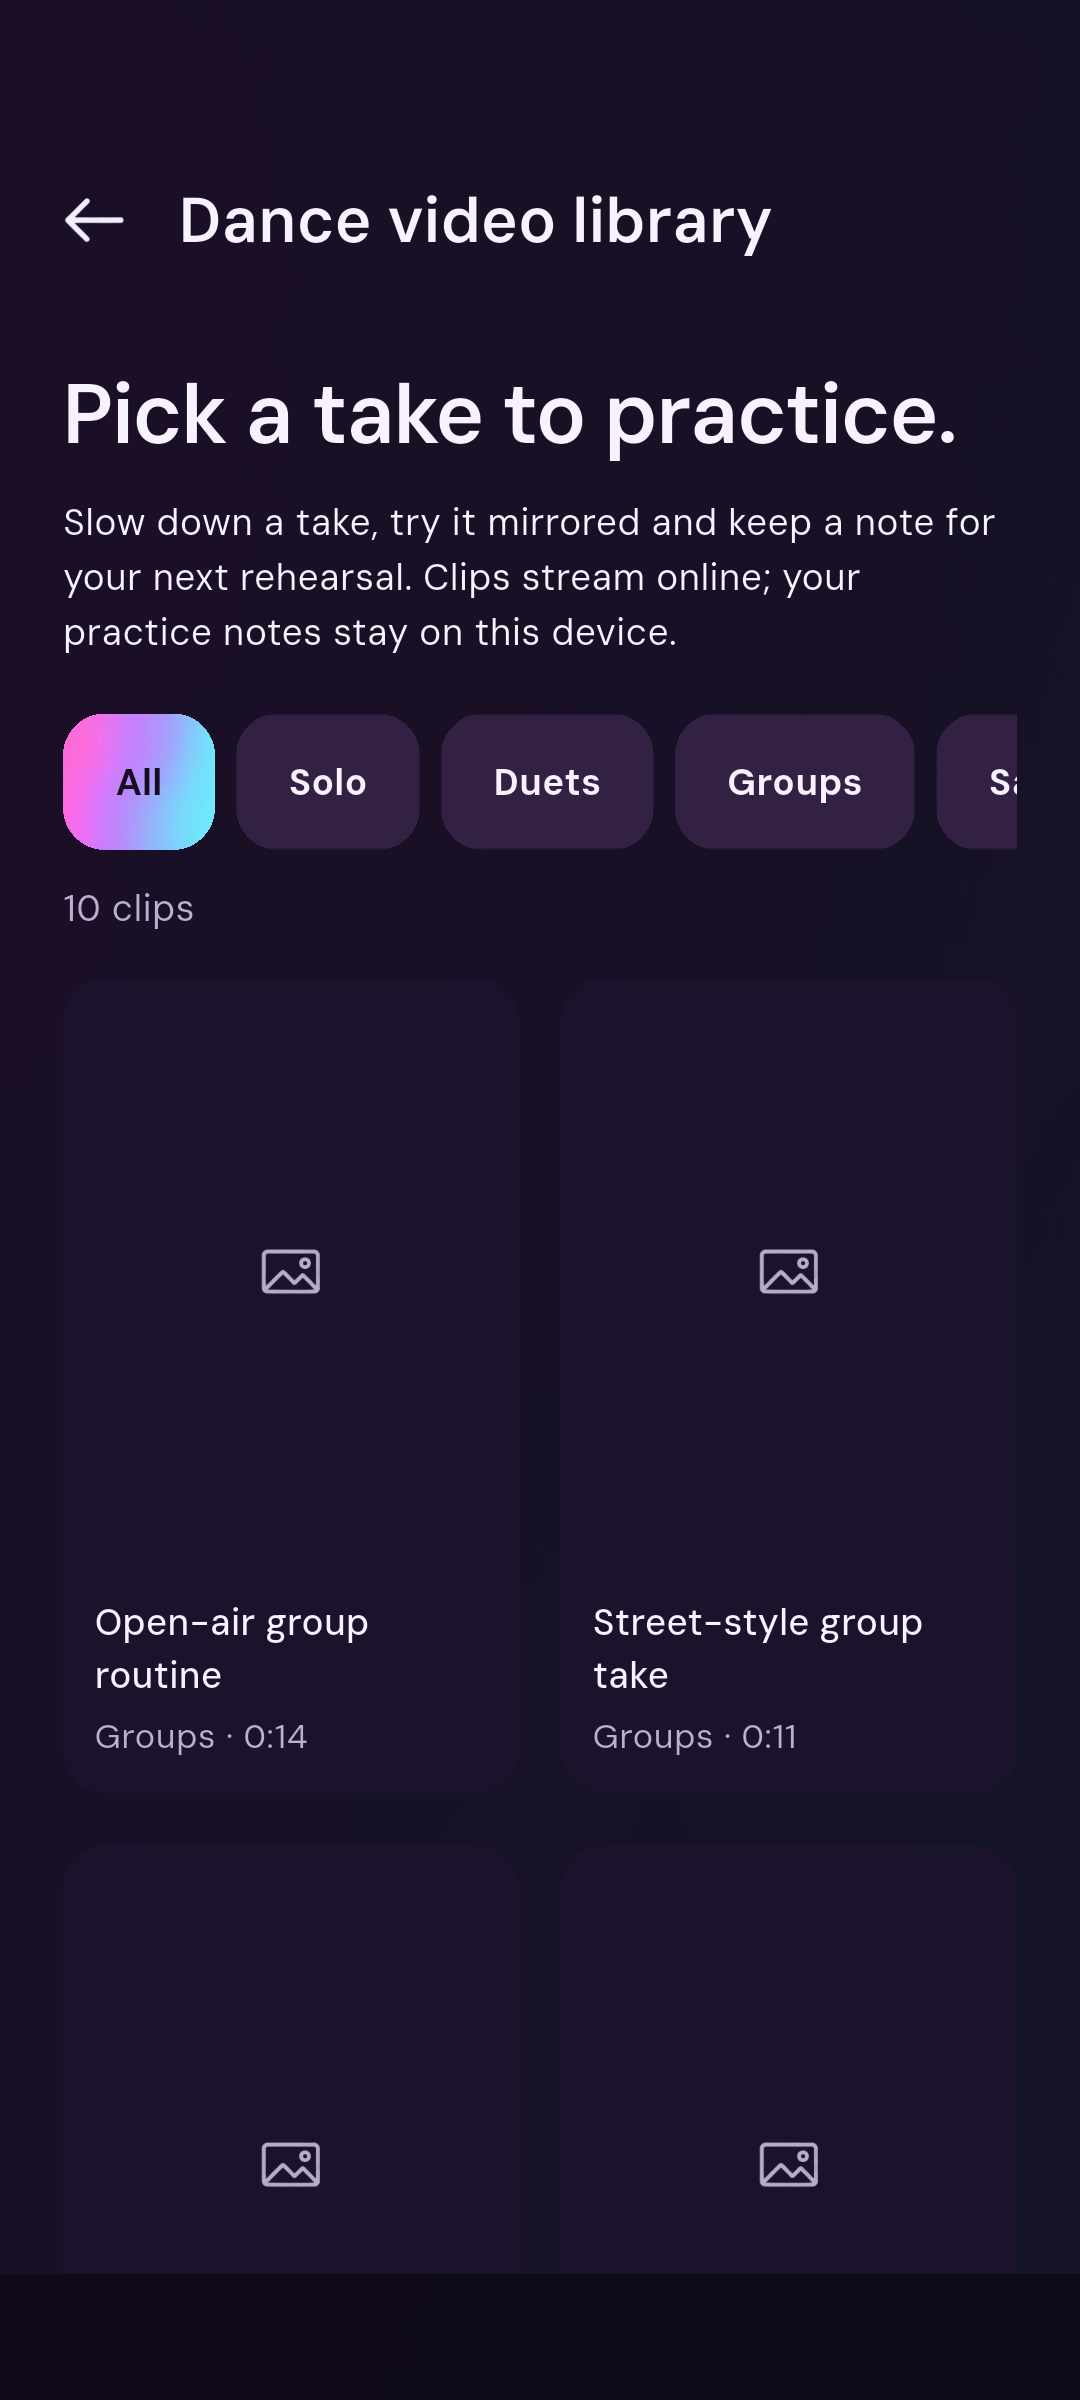 Dance video library
Pick a take to practice.
Slow down a take, try it mirrored and keep a note for
your next rehearsal. Clips stream online; your
practice notes stay on this device.
All
Solo
Duets
Groups
10 clips
Open-air group
routine
Groups · 0:14
Street-style group
take
Groups · 0:11